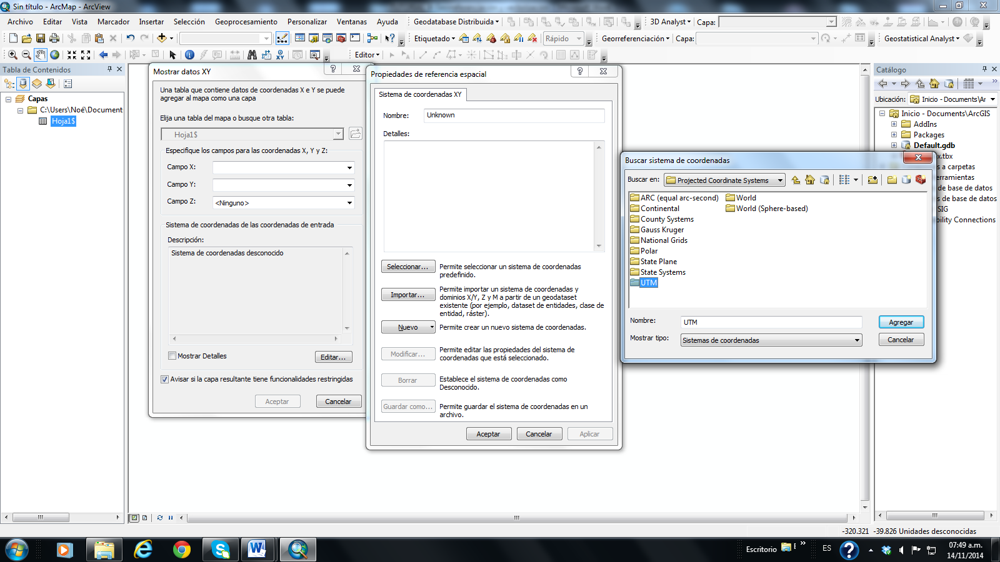 Sin título - ArcMap - ArcView
Archivo Editar Vista Marcador Insertar Selección Geoprocesamiento Personalizar Ventanas Ayuda Geodatabase Distribuida 3D Analyst Capa:
Etiquetado Rápido Georreferenciación Capa: Geostatistical Analyst
Editor
Tabla de Contenidos
Capas
C:\Users\Noé\Document
Hoja1$
Mostrar datos XY
Una tabla que contiene datos de coordenadas X e Y se puede
agregar al mapa como una capa
Elija una tabla del mapa o busque otra tabla:
Hoja1$
Especifique los campos para las coordenadas X, Y y Z:
Campo X:
Campo Y:
Campo Z: <Ninguno>
Sistema de coordenadas de las coordenadas de entrada
Descripción:
Sistema de coordenadas desconocido
Mostrar Detalles Editar...
Avisar si la capa resultante tiene funcionalidades restringidas
Aceptar Cancelar
Propiedades de referencia espacial
Sistema de coordenadas XY
Nombre: Unknown
Detalles:
Seleccionar... Permite seleccionar un sistema de coordenadas
predefinido.
Importar... Permite importar un sistema de coordenadas y
dominios X/Y, Z y M a partir de un geodataset
existente (por ejemplo, dataset de entidades, clase de
entidad, ráster).
Nuevo Permite crear un nuevo sistema de coordenadas.
Modificar... Permite editar las propiedades del sistema de
coordenadas que está seleccionado.
Borrar Establece el sistema de coordenadas como
Desconocido.
Guardar como... Permite guardar el sistema de coordenadas en un
archivo.
Aceptar Cancelar Aplicar
Buscar sistema de coordenadas
Buscar en: Projected Coordinate Systems
ARC (equal arc-second)
Continental
County Systems
Gauss Kruger
National Grids
Polar
State Plane
State Systems
UTM
World
World (Sphere-based)
Nombre: UTM Agregar
Mostrar tipo: Sistemas de coordenadas Cancelar
Catálogo
Ubicación: Inicio - Documents\Ar
Inicio - Documents\ArcGIS
AddIns
Packages
Default.gdb
x.tbx
a carpetas
erramientas
de base de datos
s de base de datos
SIG
bility Connections
-320.321 -39.826 Unidades desconocidas
Escritorio ES 07:49 a.m.
14/11/2014